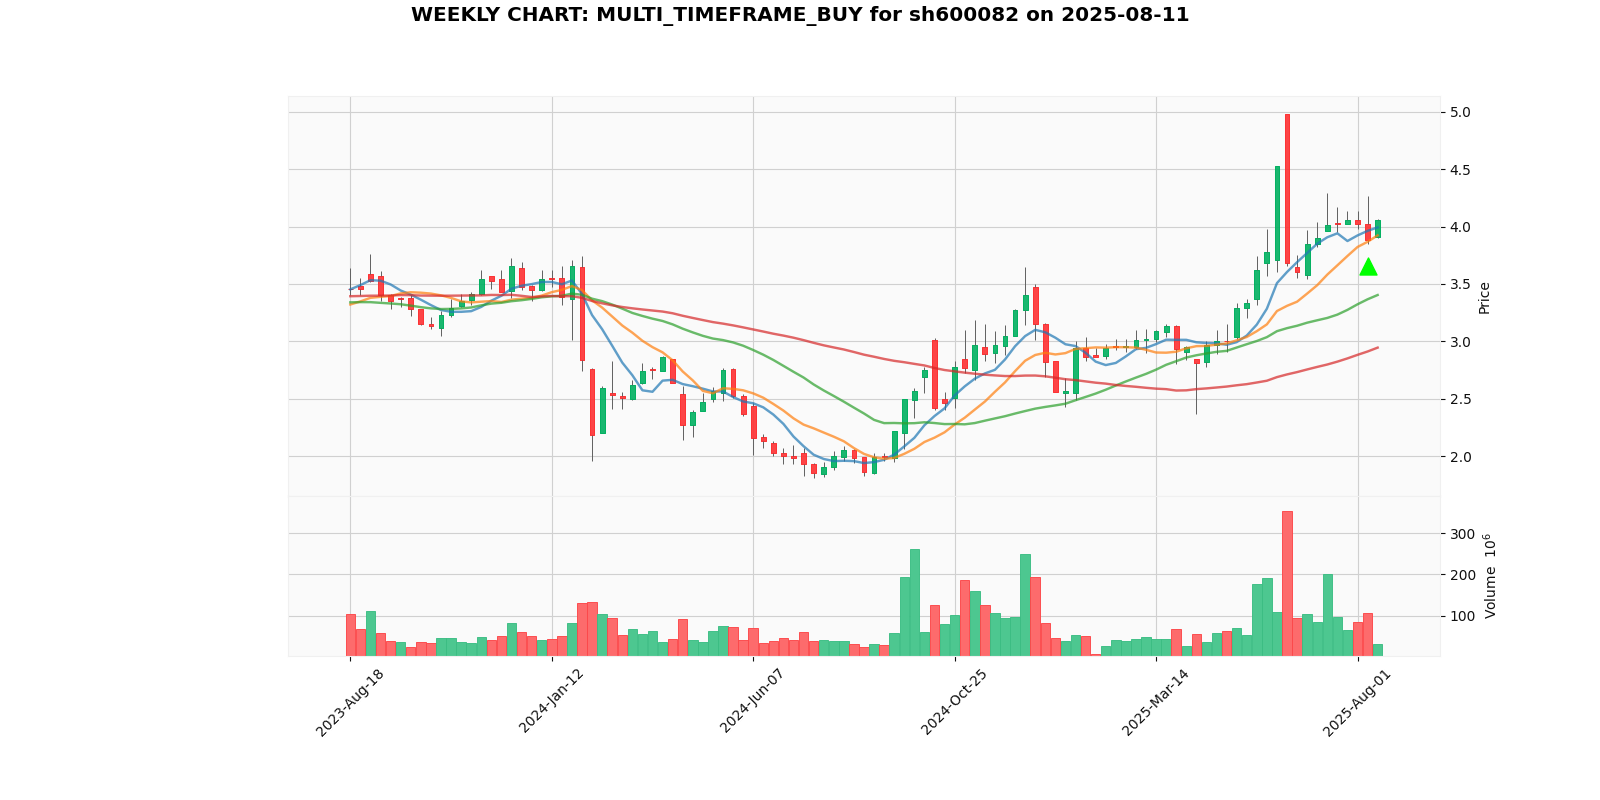 WEEKLY CHART: MULTI_TIMEFRAME_BUY for sh600082 on 2025-08-11
5.0
4.5
4.0
3.5
3.0
2.5
2.0
Price
300
200
100
Volume 10⁶
2023-Aug-18
2024-Jan-12
2024-Jun-07
2024-Oct-25
2025-Mar-14
2025-Aug-01